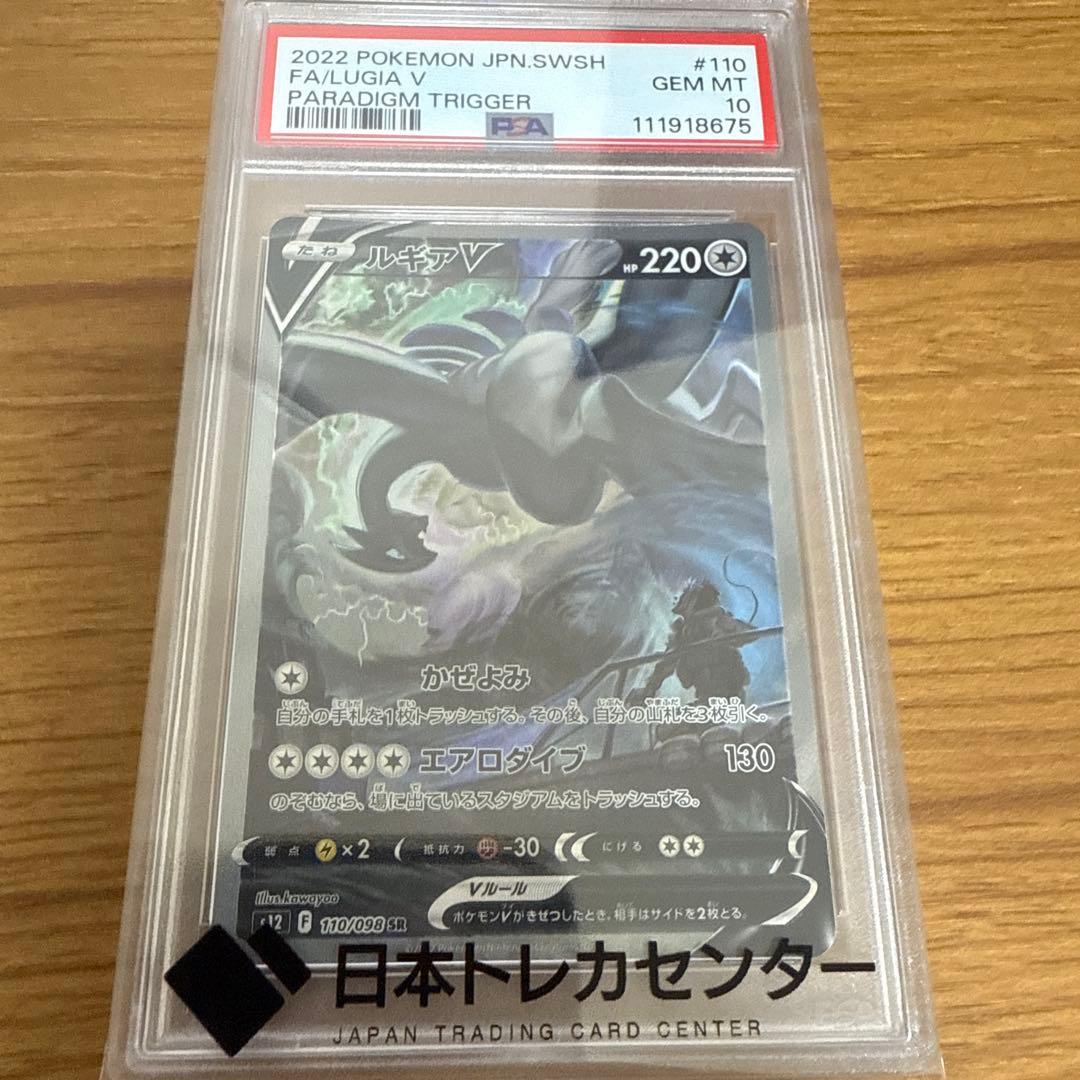 2022 POKEMON JPN.SWSH #110
FA/LUGIA V GEM MT
PARADIGM TRIGGER 10
PSA 111918675
たね ルギアV HP 220
かぜよみ
自分の手札を1枚トラッシュする。その後、自分の山札を3枚引く。
エアロダイブ 130
のぞむなら、場に出ているスタジアムをトラッシュする。
弱点 ×2 抵抗力 -30 にげる
Vルール
ポケモンVがきぜつしたとき、相手はサイドを2枚とる。
Illus.kawayoo
s12 F 110/098 SR
日本トレカセンター
JAPAN TRADING CARD CENTER